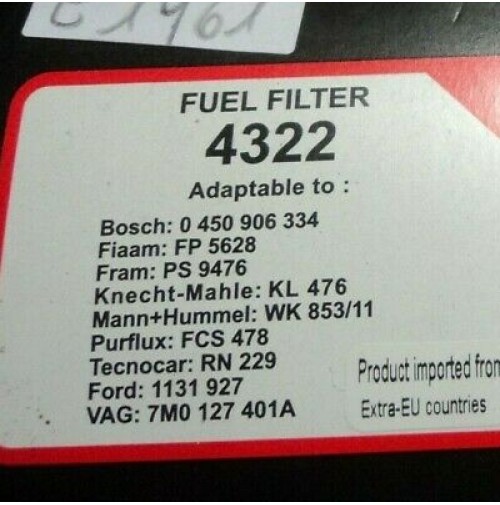 C1961
FUEL FILTER
4322
Adaptable to :
Bosch: 0 450 906 334
Fiaam: FP 5628
Fram: PS 9476
Knecht-Mahle: KL 476
Mann+Hummel: WK 853/11
Purflux: FCS 478
Tecnocar: RN 229
Ford: 1131 927
VAG: 7M0 127 401A
Product imported from
Extra-EU countries